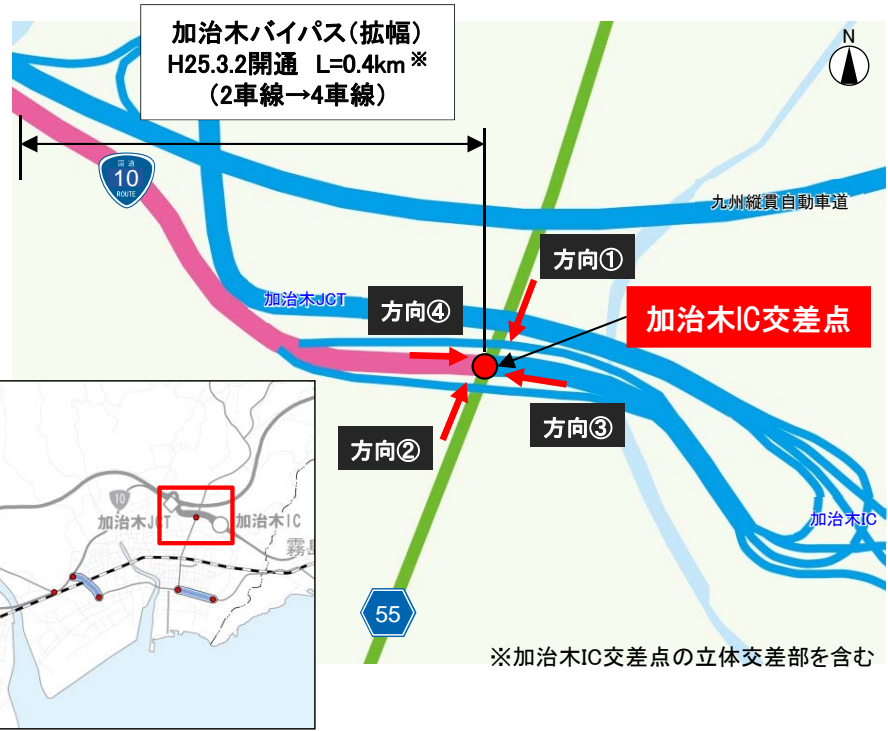 加治木バイパス（拡幅）
H25.3.2開通 L=0.4km※
（2車線→4車線）
N
国道
10
ROUTE
九州縦貫自動車道
方向①
加治木JCT
方向④
加治木IC交差点
方向③
方向②
加治木IC
10
加治木JCT
加治木IC
霧島
55
※加治木IC交差点の立体交差部を含む